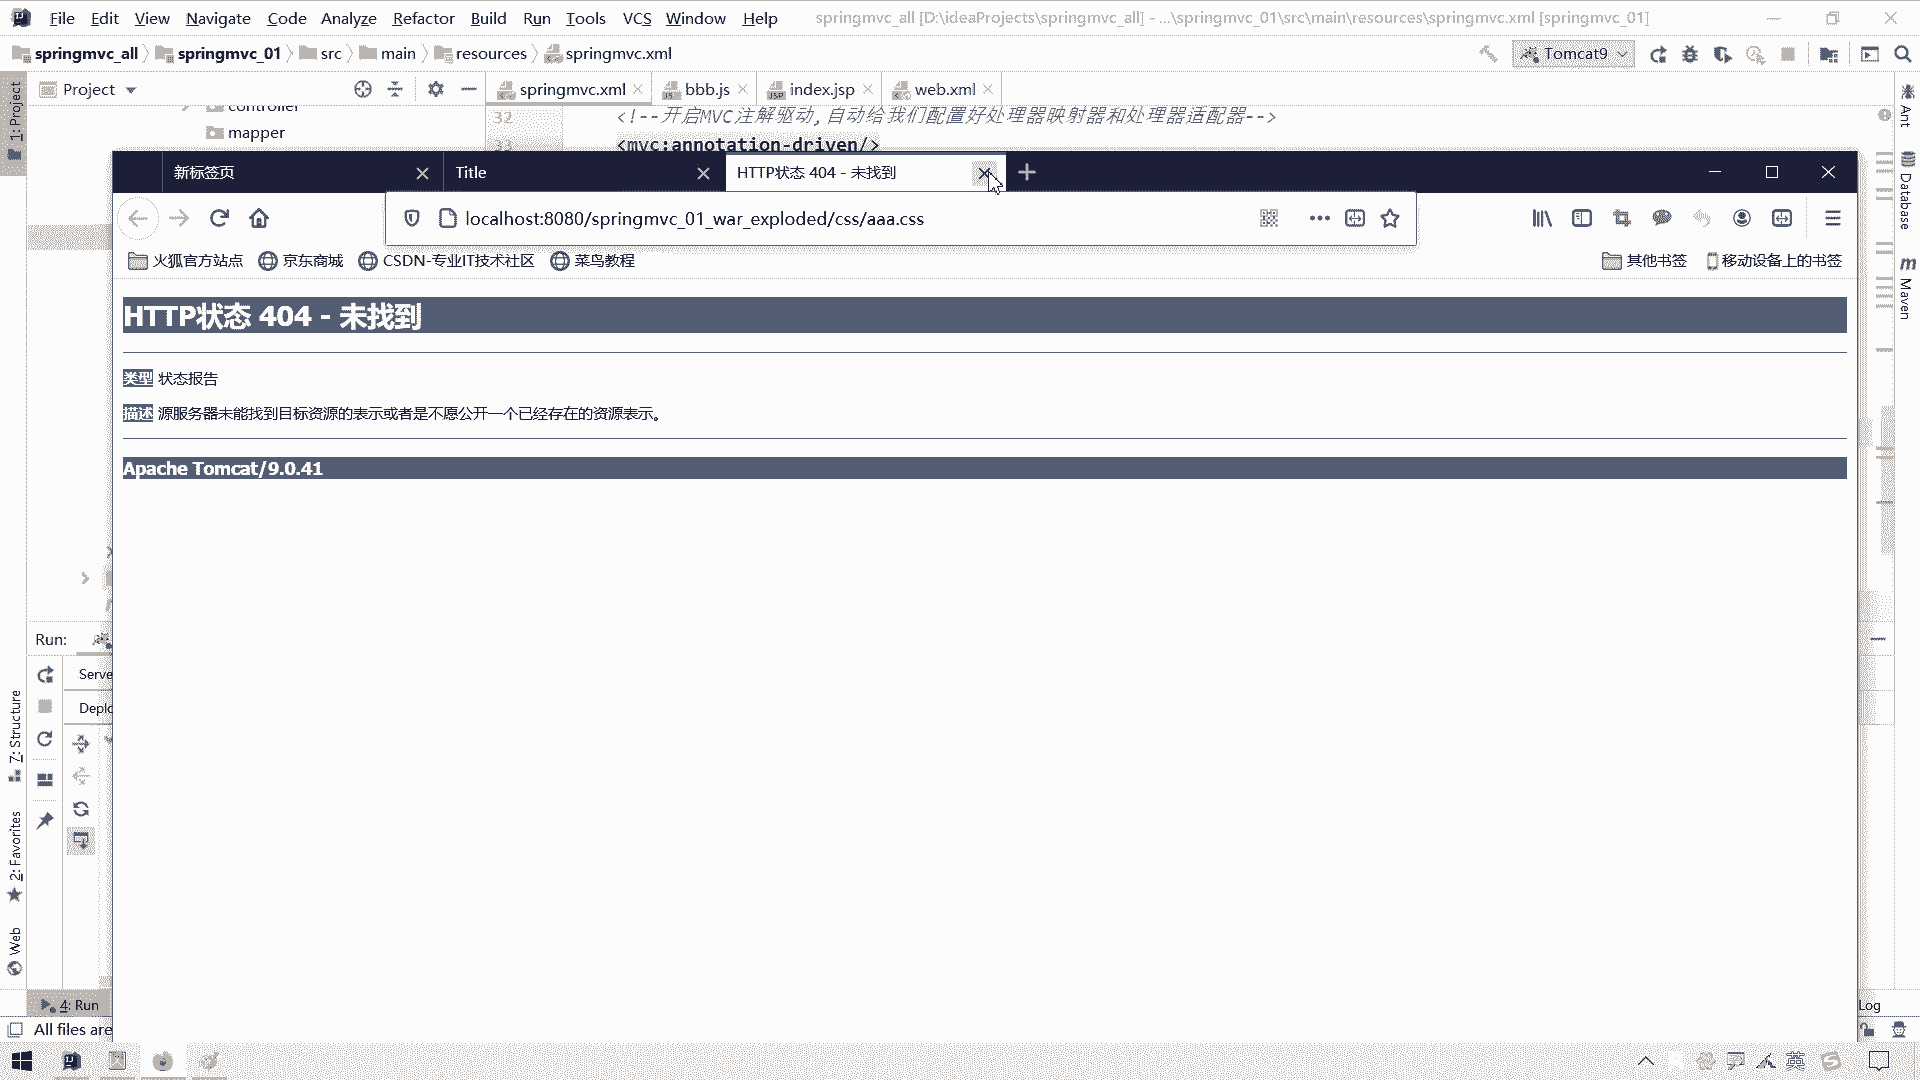 File Edit View Navigate Code Analyze Refactor Build Run Tools VCS Window Help springmvc_all [D:\ideaProjects\springmvc_all] - ...\springmvc_01\src\main\resources\springmvc.xml [springmvc_01]
springmvc_all springmvc_01 src main resources springmvc.xml Tomcat9
Project springmvc.xml bbb.js index.jsp web.xml
controller
mapper
32 <!--开启MVC注解驱动,自动给我们配置好处理器映射器和处理器适配器-->
33 <mvc:annotation-driven/>
1: Project
Ant
Database
Maven
新标签页 Title HTTP状态 404 - 未找到
localhost:8080/springmvc_01_war_exploded/css/aaa.css
火狐官方站点 京东商城 CSDN-专业IT技术社区 菜鸟教程 其他书签 移动设备上的书签
HTTP状态 404 - 未找到
类型 状态报告
描述 源服务器未能找到目标资源的表示或者是不愿公开一个已经存在的资源表示。
Apache Tomcat/9.0.41
Run:
Serve
Deplo
7: Structure
2: Favorites
Web
4: Run
Log
All files are
英